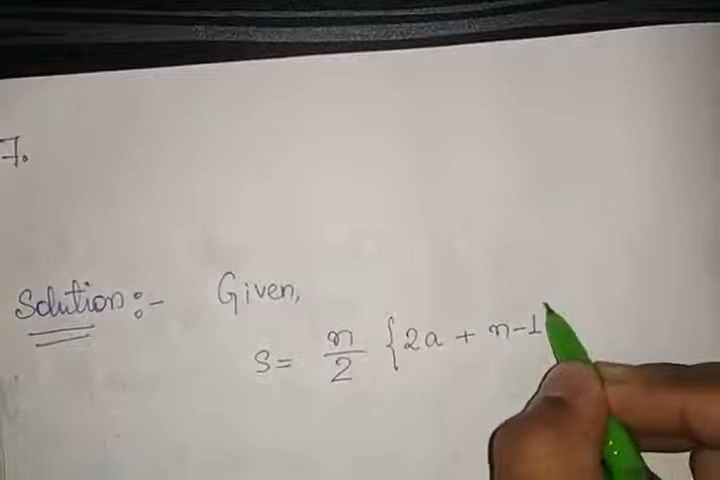 7.
Solution:- Given,
S= n/2 {2a + n-1